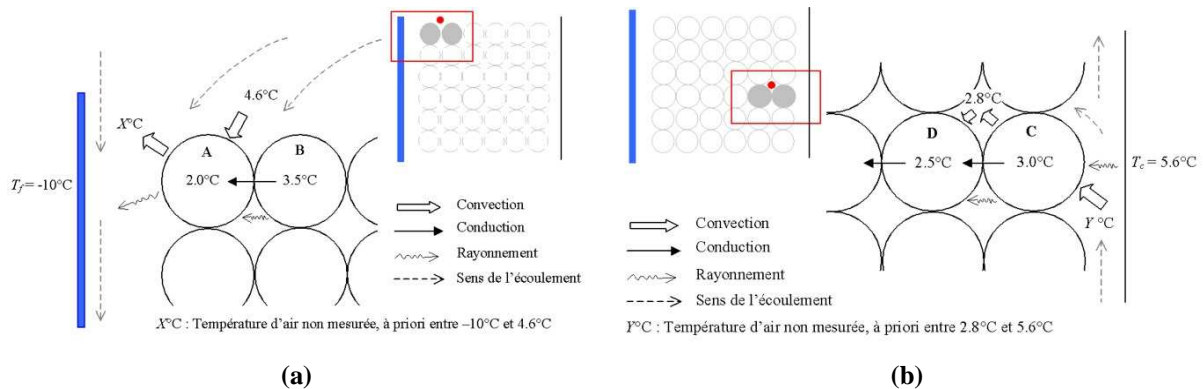 4.6°C
X°C
A
B
2.0°C
3.5°C
T_f = -10°C
Convection
Conduction
Rayonnement
Sens de l'écoulement
X°C : Température d'air non mesurée, à priori entre –10°C et 4.6°C
(a)
2.8°C
D
C
2.5°C
3.0°C
T_c = 5.6°C
Y °C
Convection
Conduction
Rayonnement
Sens de l'écoulement
Y°C : Température d'air non mesurée, à priori entre 2.8°C et 5.6°C
(b)